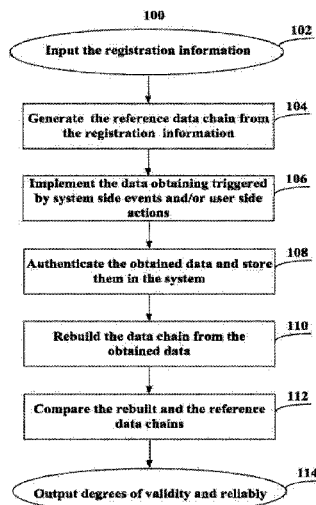 100
Input the registration information
102
Generate the reference data chain from
the registration information
104
Implement the data obtaining triggered
by system side events and/or user side
actions
106
Authenticate the obtained data and store
them in the system
108
Rebuild the data chain from the
obtained data
110
Compare the rebuilt and the reference
data chains
112
Output degrees of validity and reliably
114